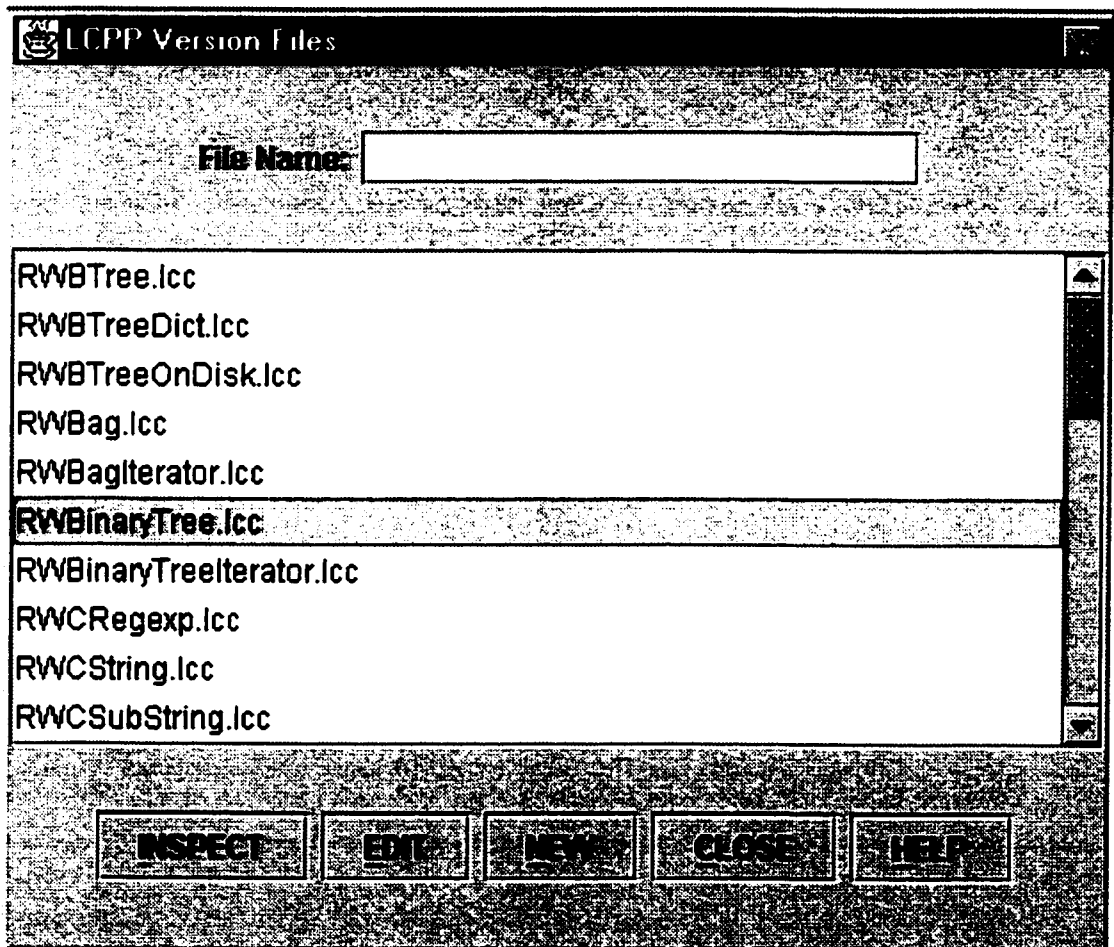 LCPP Version Files
File Name:
RWBTree.lcc
RWBTreeDict.lcc
RWBTreeOnDisk.lcc
RWBag.lcc
RWBagIterator.lcc
RWBinaryTree.lcc
RWBinaryTreeIterator.lcc
RWCRegexp.lcc
RWCString.lcc
RWCSubString.lcc
INSPECT EDIT NEW CLOSE HELP